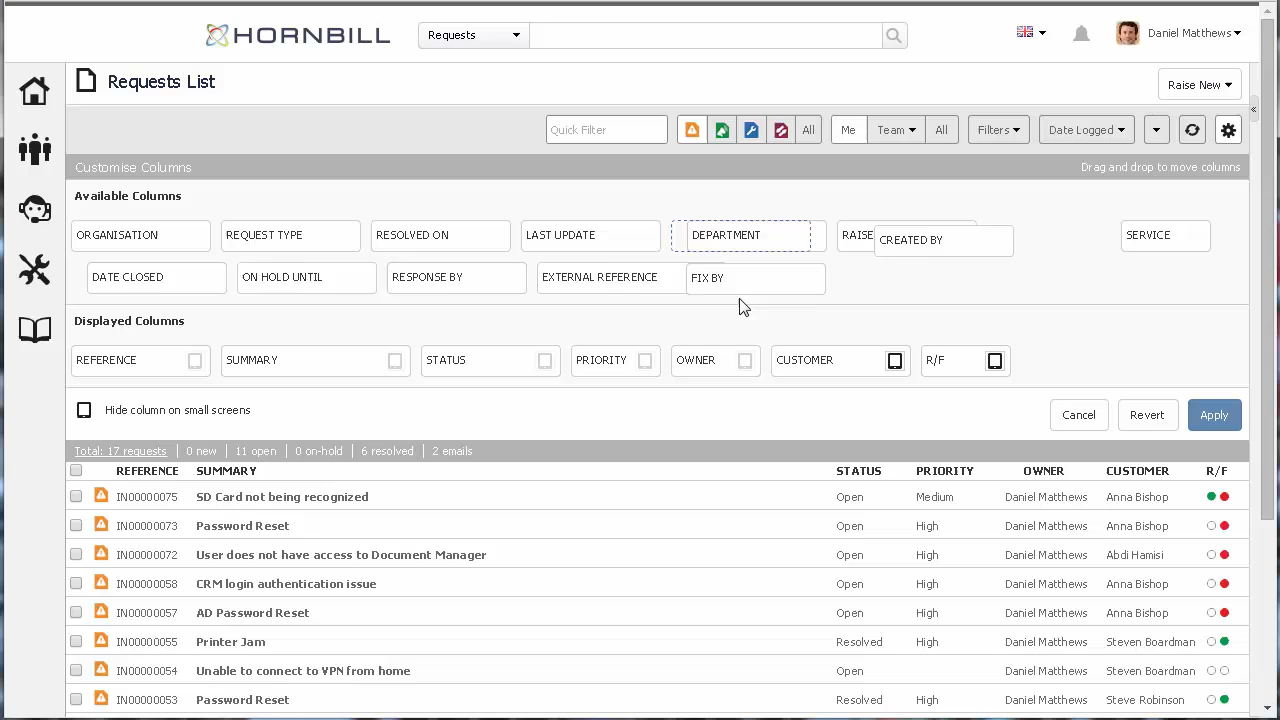 HORNBILL
Requests
Daniel Matthews
Requests List
Raise New
Quick Filter
All
Me
Team
All
Filters
Date Logged
Customise Columns
Drag and drop to move columns
Available Columns
ORGANISATION
REQUEST TYPE
RESOLVED ON
LAST UPDATE
DEPARTMENT
RAISE
CREATED BY
SERVICE
DATE CLOSED
ON HOLD UNTIL
RESPONSE BY
EXTERNAL REFERENCE
FIX BY
Displayed Columns
REFERENCE
SUMMARY
STATUS
PRIORITY
OWNER
CUSTOMER
R/F
Hide column on small screens
Cancel
Revert
Apply
Total: 17 requests | 0 new | 11 open | 0 on-hold | 6 resolved | 2 emails
REFERENCE SUMMARY STATUS PRIORITY OWNER CUSTOMER R/F
IN00000075 SD Card not being recognized Open Medium Daniel Matthews Anna Bishop
IN00000073 Password Reset Open High Daniel Matthews Anna Bishop
IN00000072 User does not have access to Document Manager Open High Daniel Matthews Abdi Hamisi
IN00000058 CRM login authentication issue Open High Daniel Matthews Anna Bishop
IN00000057 AD Password Reset Open High Daniel Matthews Anna Bishop
IN00000055 Printer Jam Resolved High Daniel Matthews Steven Boardman
IN00000054 Unable to connect to VPN from home Open Daniel Matthews Steven Boardman
IN00000053 Password Reset Resolved High Daniel Matthews Steve Robinson